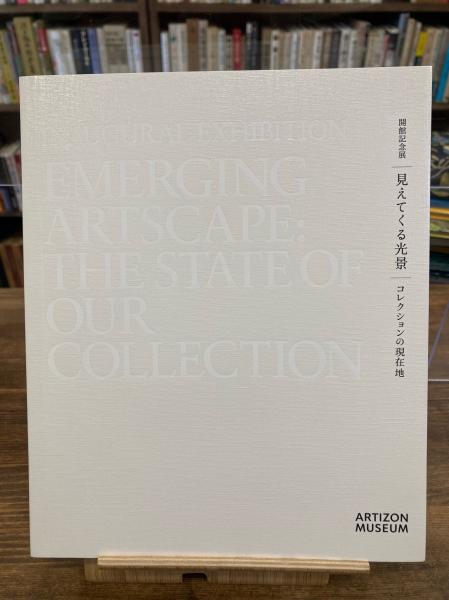 INAUGURAL EXHIBITION
EMERGING
ARTSCAPE:
THE STATE OF
OUR
COLLECTION
開館記念展
見えてくる光景
コレクションの現在地
ARTIZON
MUSEUM